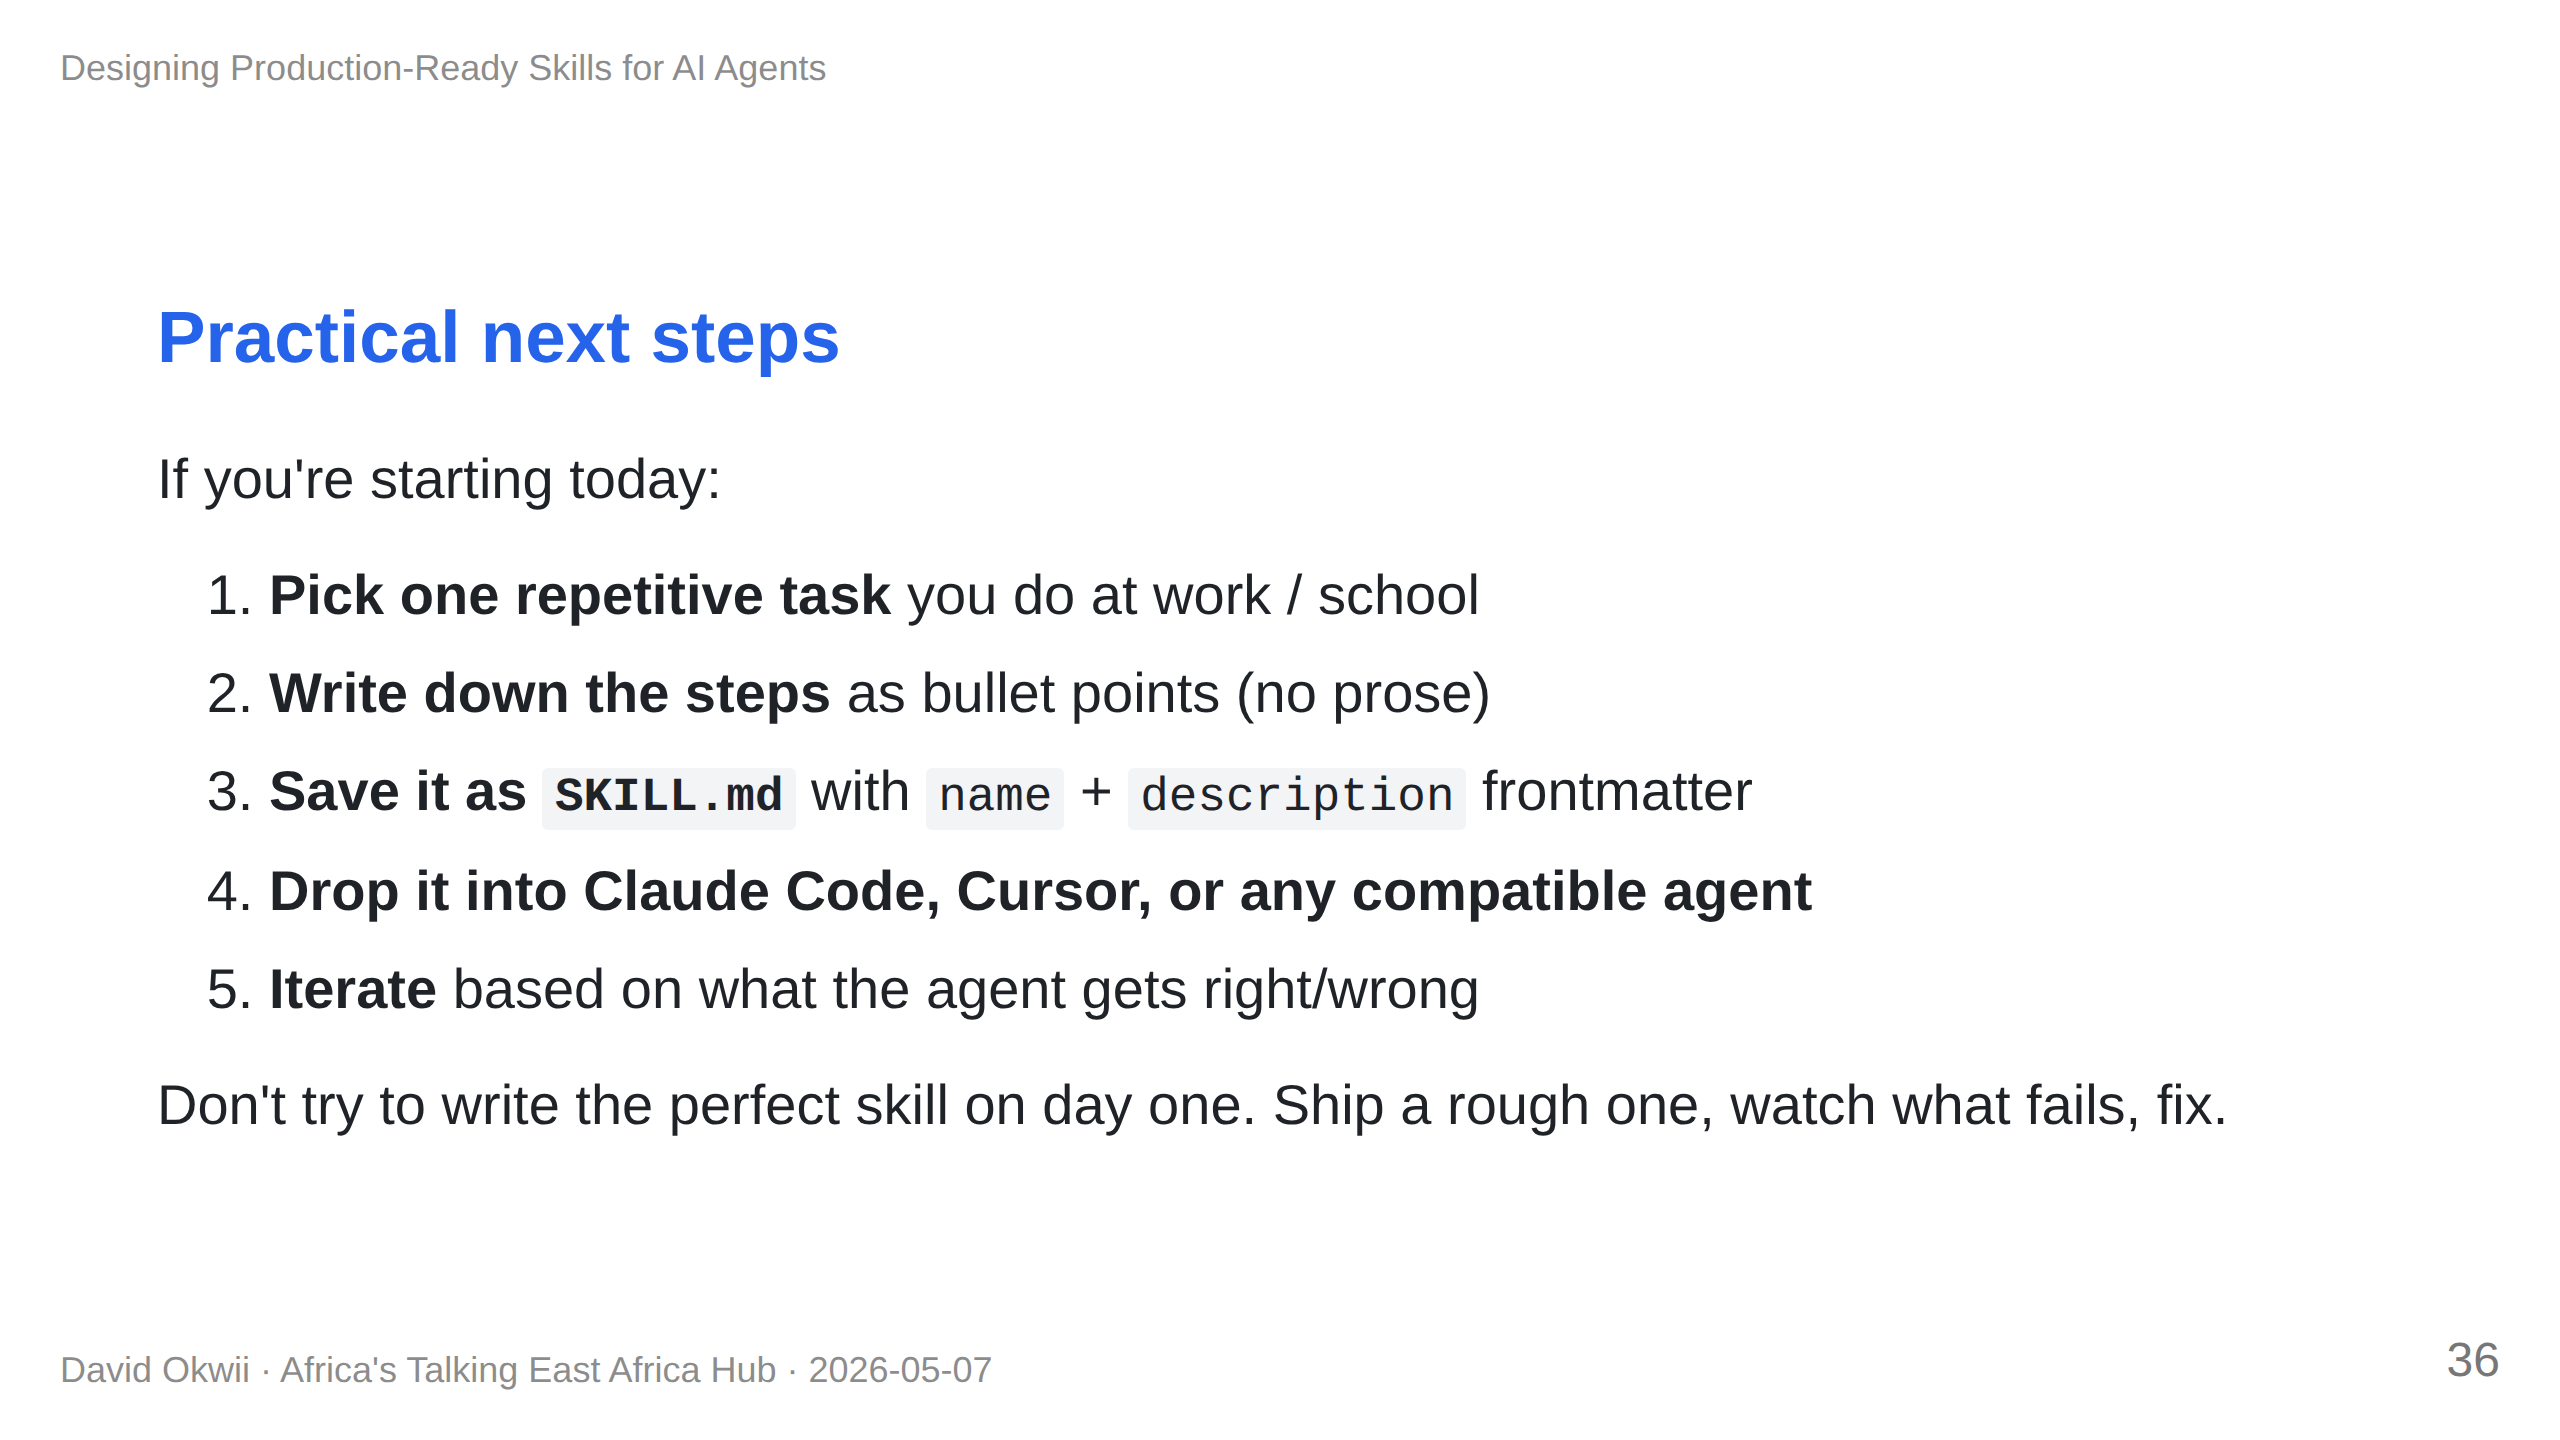 Designing Production-Ready Skills for AI Agents
Practical next steps
If you're starting today:
1. Pick one repetitive task you do at work / school
2. Write down the steps as bullet points (no prose)
3. Save it as SKILL.md with name + description frontmatter
4. Drop it into Claude Code, Cursor, or any compatible agent
5. Iterate based on what the agent gets right/wrong
Don't try to write the perfect skill on day one. Ship a rough one, watch what fails, fix.
David Okwii · Africa's Talking East Africa Hub · 2026-05-07
36